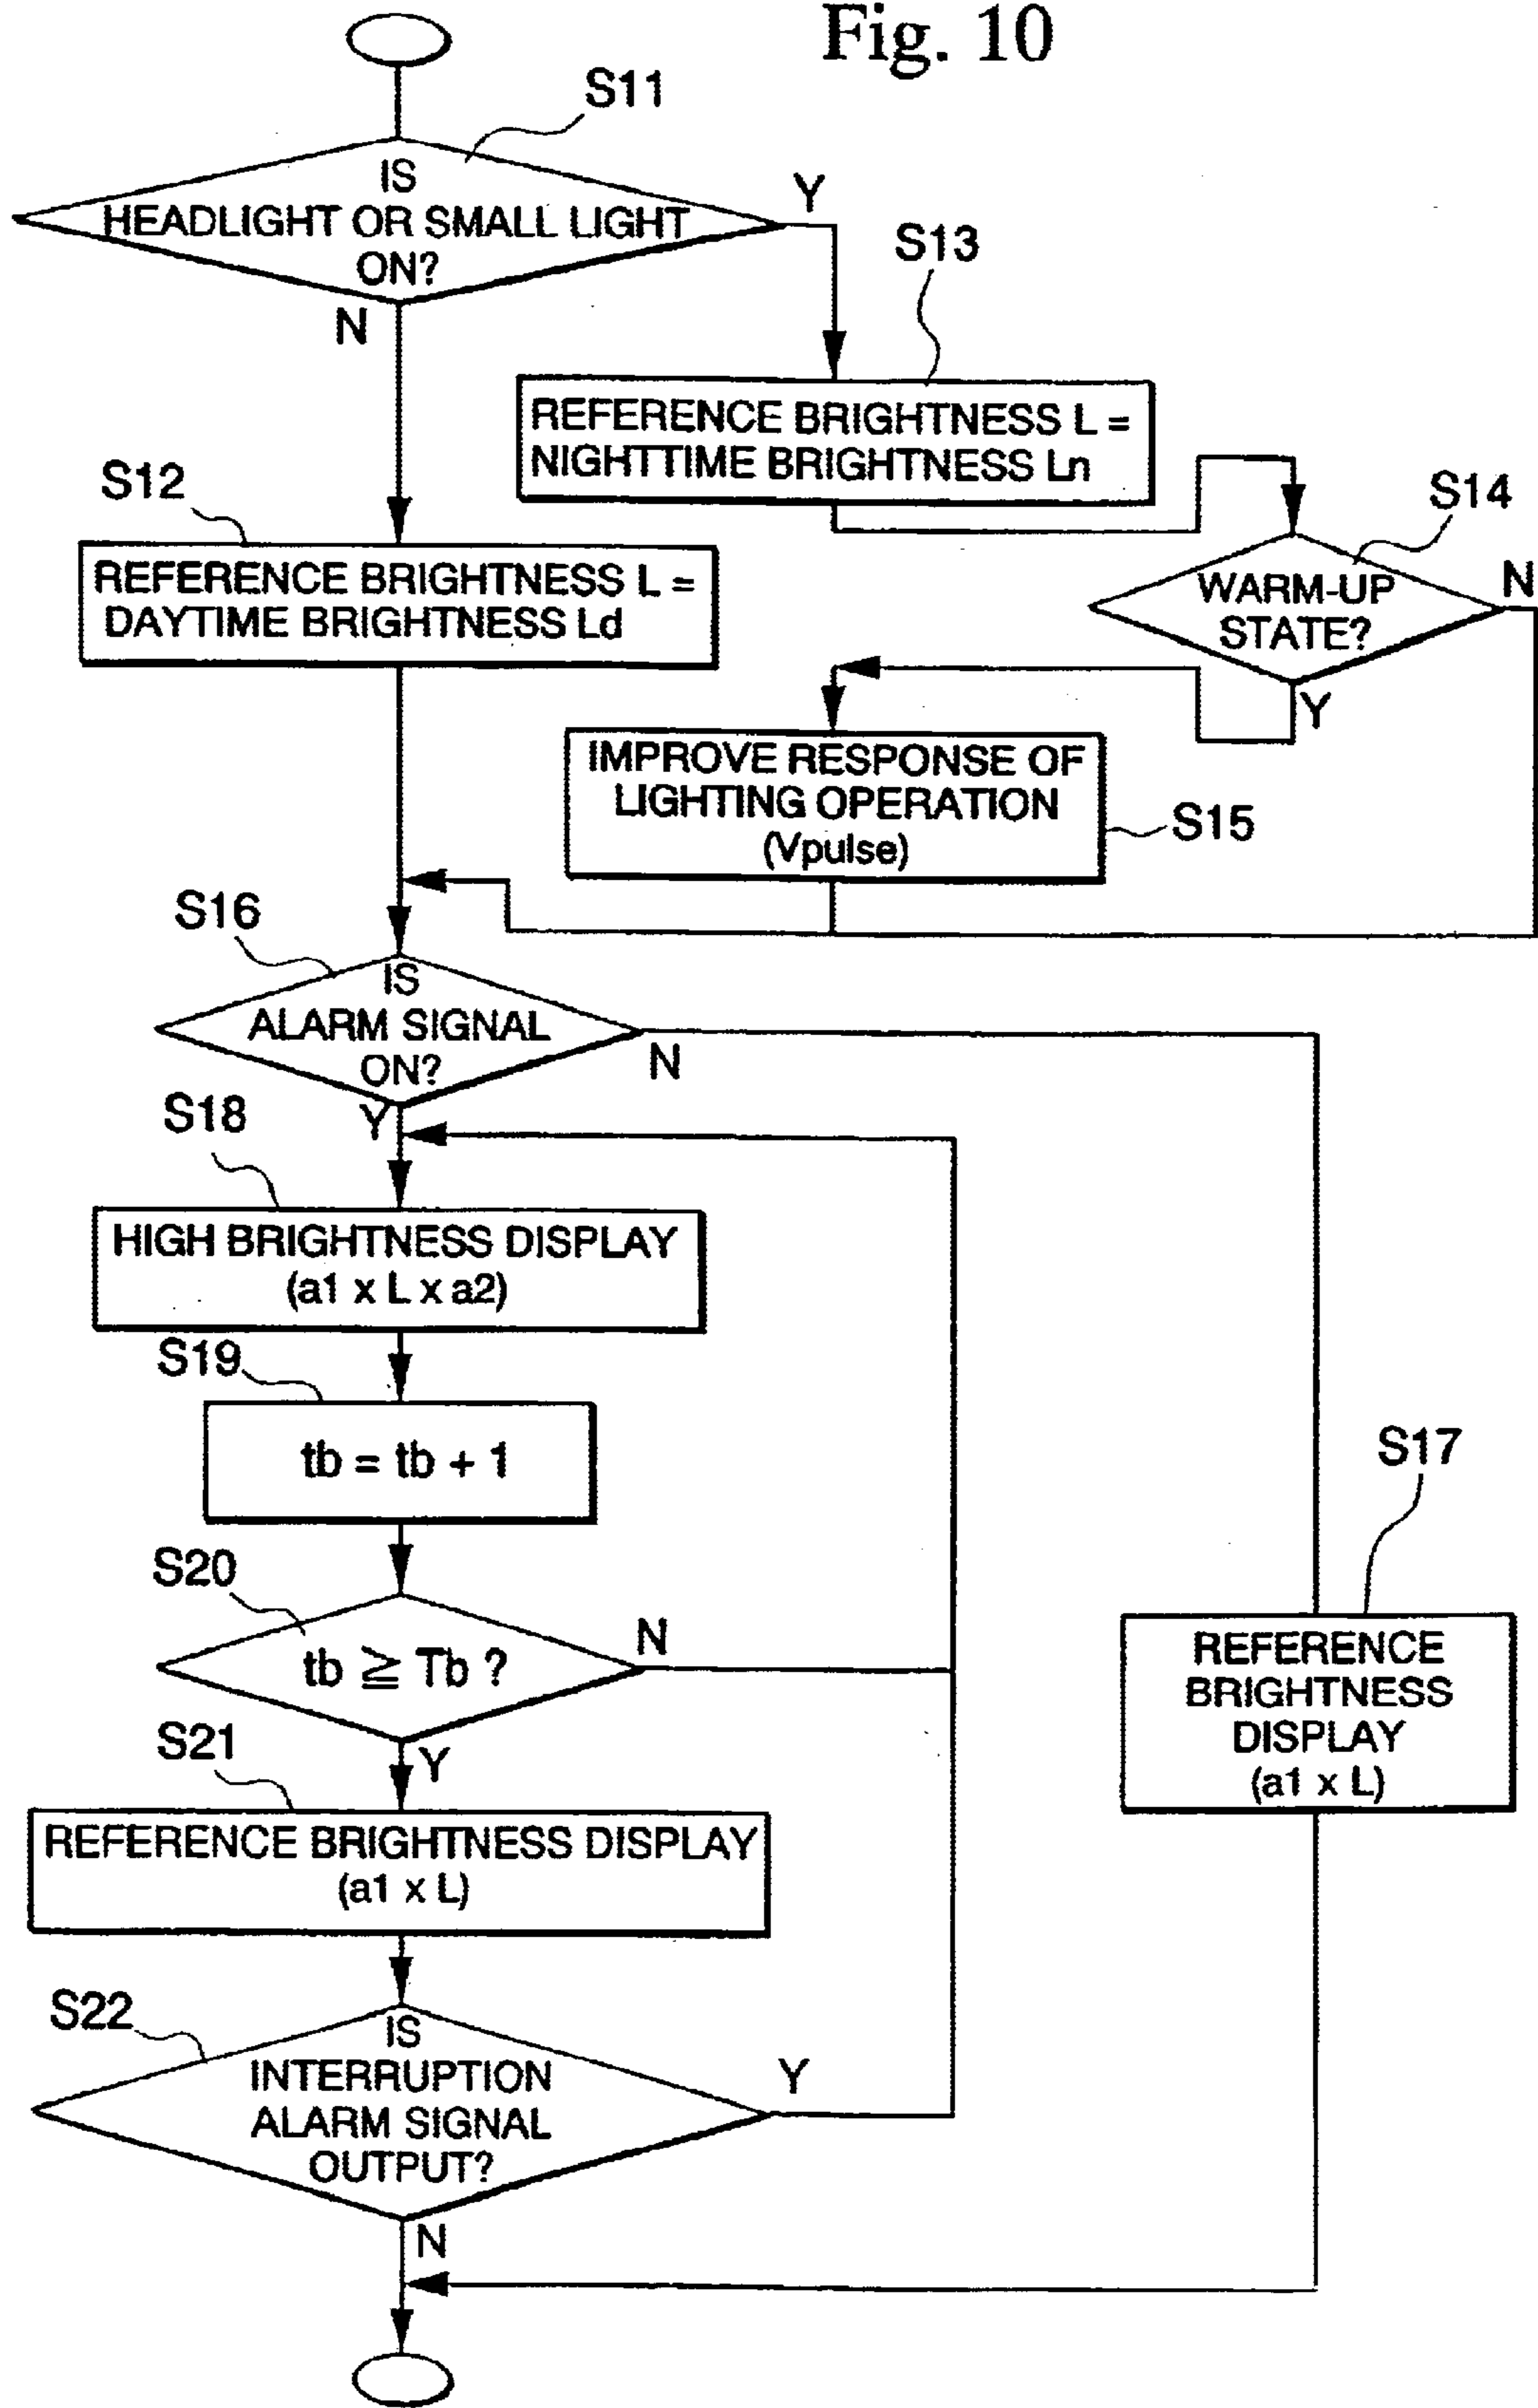 Fig. 10
S11
IS
HEADLIGHT OR SMALL LIGHT
ON?
Y
N
S13
REFERENCE BRIGHTNESS L =
NIGHTTIME BRIGHTNESS Ln
S12
REFERENCE BRIGHTNESS L =
DAYTIME BRIGHTNESS Ld
S14
WARM-UP
STATE?
N
Y
IMPROVE RESPONSE OF
LIGHTING OPERATION
(Vpulse)
S15
S16
IS
ALARM SIGNAL
ON?
N
Y
S18
HIGH BRIGHTNESS DISPLAY
(a1 x L x a2)
S19
tb = tb + 1
S20
tb ≧ Tb ?
N
Y
S17
REFERENCE
BRIGHTNESS
DISPLAY
(a1 x L)
S21
REFERENCE BRIGHTNESS DISPLAY
(a1 x L)
S22
IS
INTERRUPTION
ALARM SIGNAL
OUTPUT?
Y
N